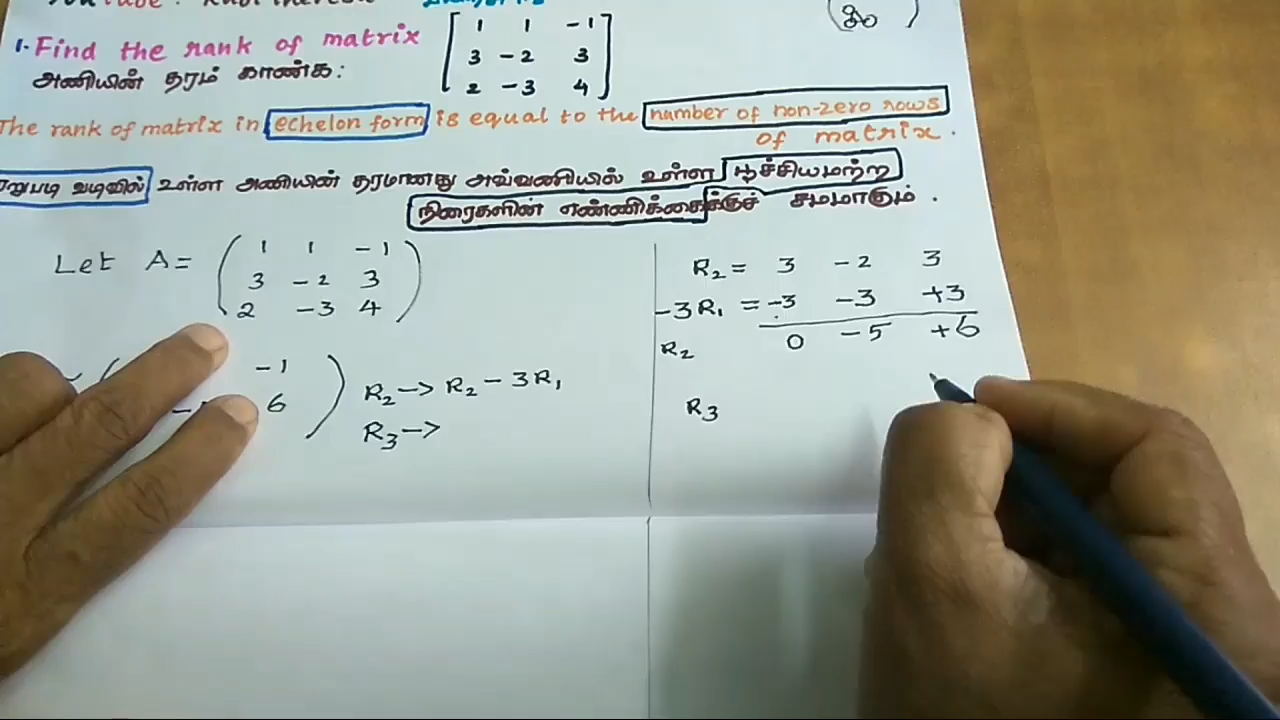 1. Find the rank of matrix [ 1 1 -1
3 -2 3
2 -3 4 ]
அணியின் தரம் காண்க :
The rank of matrix in echelon form is equal to the number of non-zero rows
of matrix.
ஏறுபடி வடிவில் உள்ள அணியின் தரமானது அவ்வணியில் உள்ள பூச்சியமற்ற
நிரைகளின் எண்ணிக்கைக்குச் சமமாகும் .
Let A = ( 1 1 -1
3 -2 3
2 -3 4 )
~ ( -1
6 )
R₂ → R₂ - 3R₁
R₃ →
R₂ = 3 -2 3
-3R₁ = -3 -3 +3
R₂ 0 -5 +6
R₃